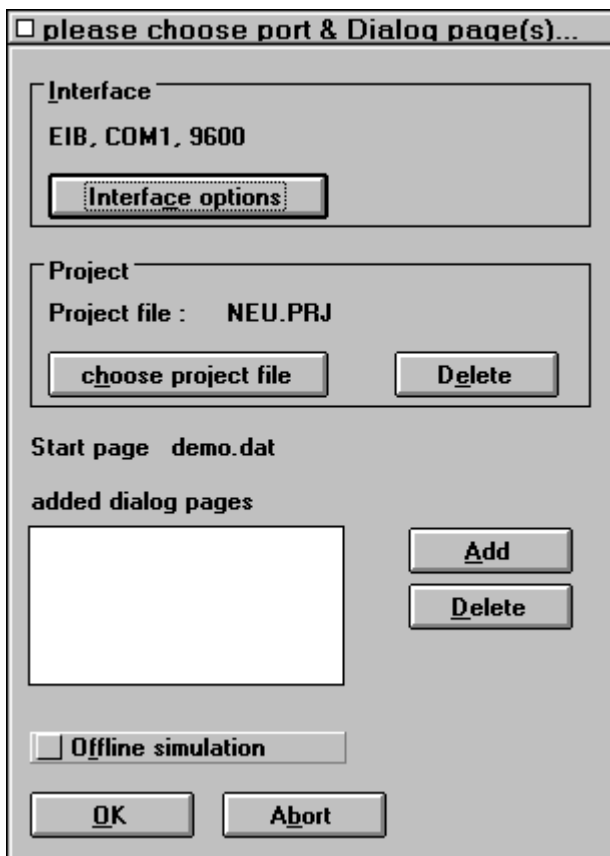 please choose port & Dialog page(s)...
Interface
EIB, COM1, 9600
Interface options
Project
Project file : NEU.PRJ
choose project file Delete
Start page demo.dat
added dialog pages
Add
Delete
Offline simulation
OK Abort